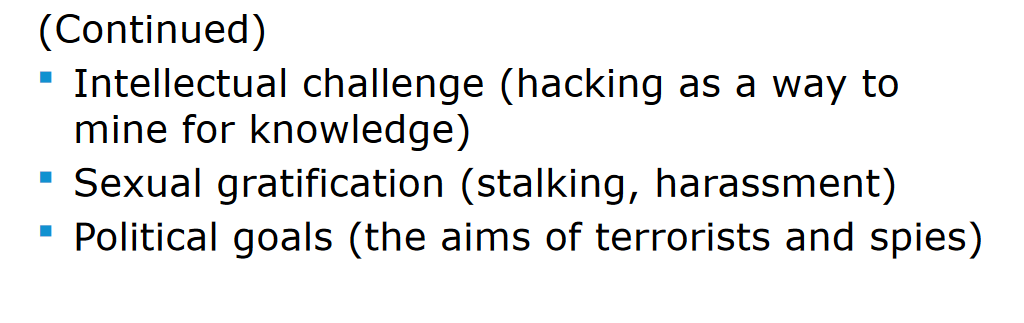 (Continued)
▪ Intellectual challenge (hacking as a way to
mine for knowledge)
▪ Sexual gratification (stalking, harassment)
▪ Political goals (the aims of terrorists and spies)